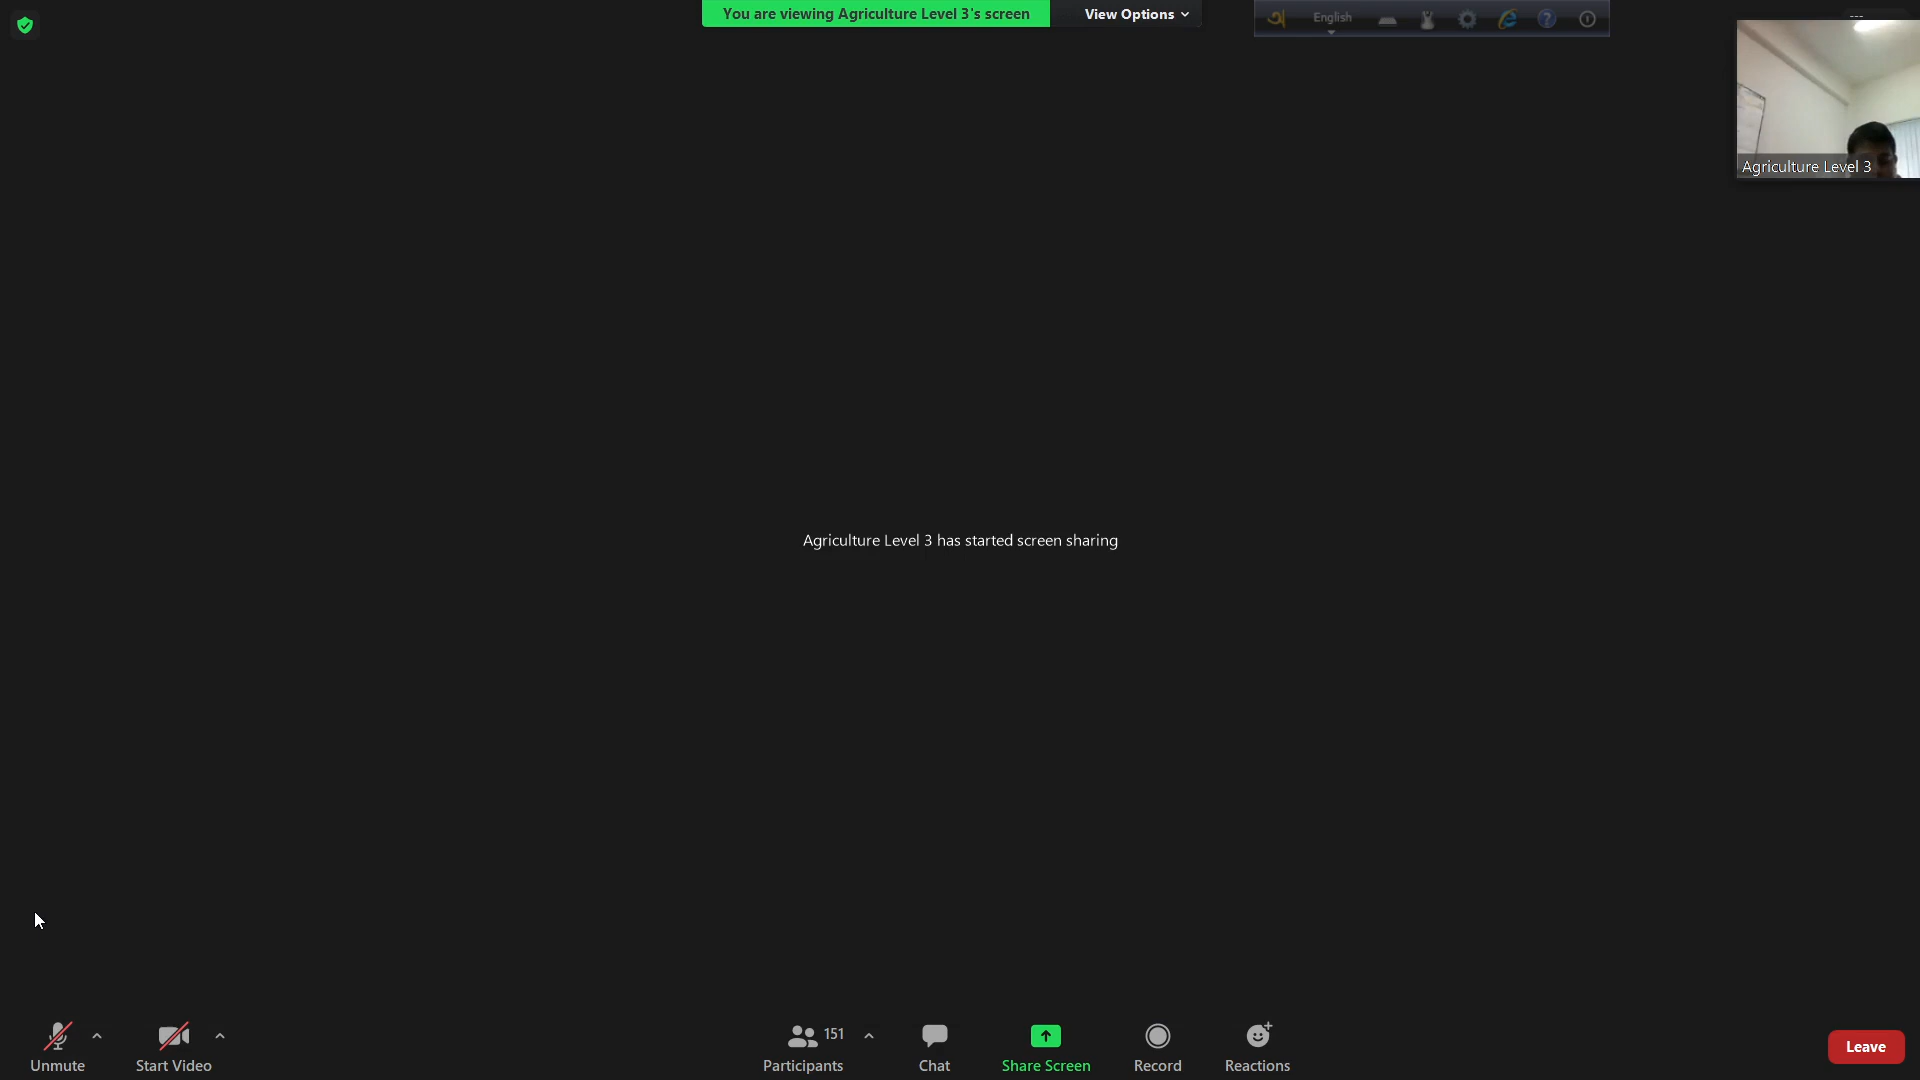 You are viewing Agriculture Level 3's screen
View Options
অ
English
Agriculture Level 3
Agriculture Level 3 has started screen sharing
Unmute
Start Video
151
Participants
Chat
Share Screen
Record
Reactions
Leave